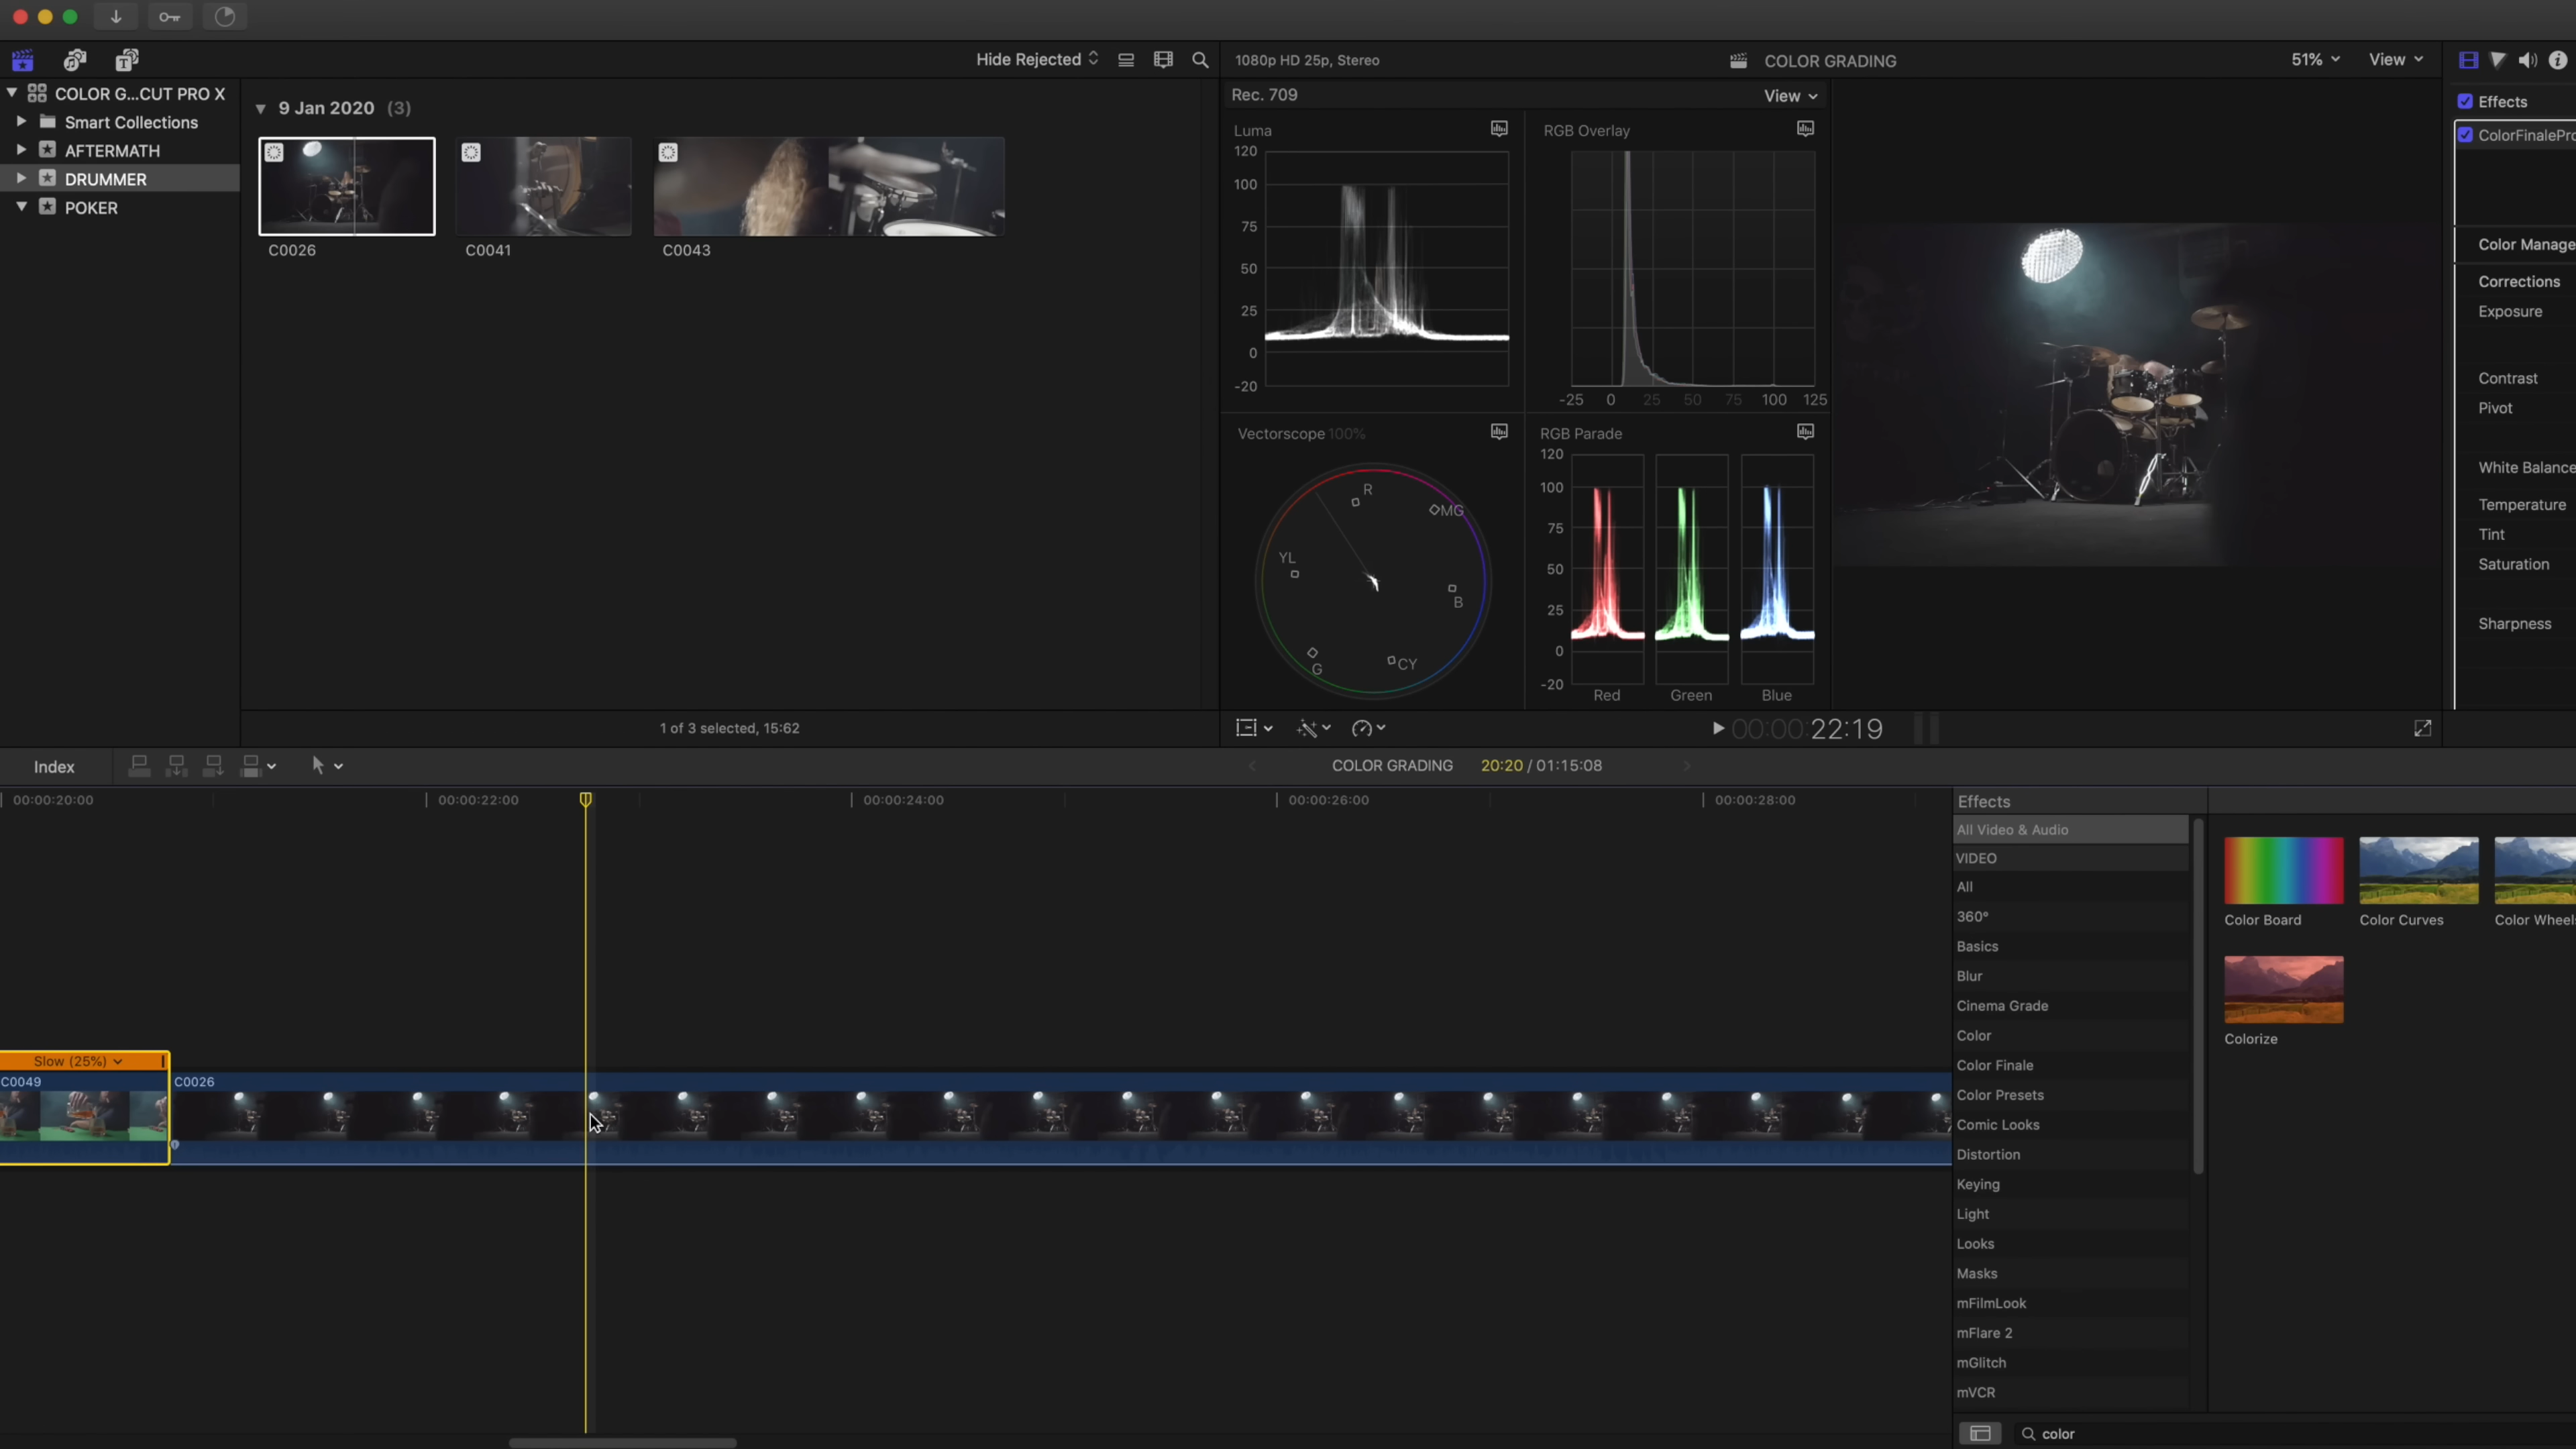 Hide Rejected
1080p HD 25p, Stereo
COLOR GRADING
51%
View
COLOR G...CUT PRO X
Smart Collections
AFTERMATH
DRUMMER
POKER
9 Jan 2020 (3)
C0026
C0041
C0043
1 of 3 selected, 15:62
Rec. 709
View
Luma
120
100
75
50
25
0
-20
RGB Overlay
-25 0 25 50 75 100 125
Vectorscope 100%
R
MG
YL
B
G
CY
RGB Parade
120
100
75
50
25
0
-20
Red Green Blue
00:00:00:22:19
Effects
ColorFinalePro
Color Manage
Corrections
Exposure
Contrast
Pivot
White Balance
Temperature
Tint
Saturation
Sharpness
Index
COLOR GRADING 20:20 / 01:15:08
00:00:20:00
00:00:22:00
00:00:24:00
00:00:26:00
00:00:28:00
Slow (25%)
C0049
C0026
Effects
All Video & Audio
VIDEO
All
360°
Basics
Blur
Cinema Grade
Color
Color Finale
Color Presets
Comic Looks
Distortion
Keying
Light
Looks
Masks
mFilmLook
mFlare 2
mGlitch
mVCR
Color Board
Color Curves
Color Wheel
Colorize
color